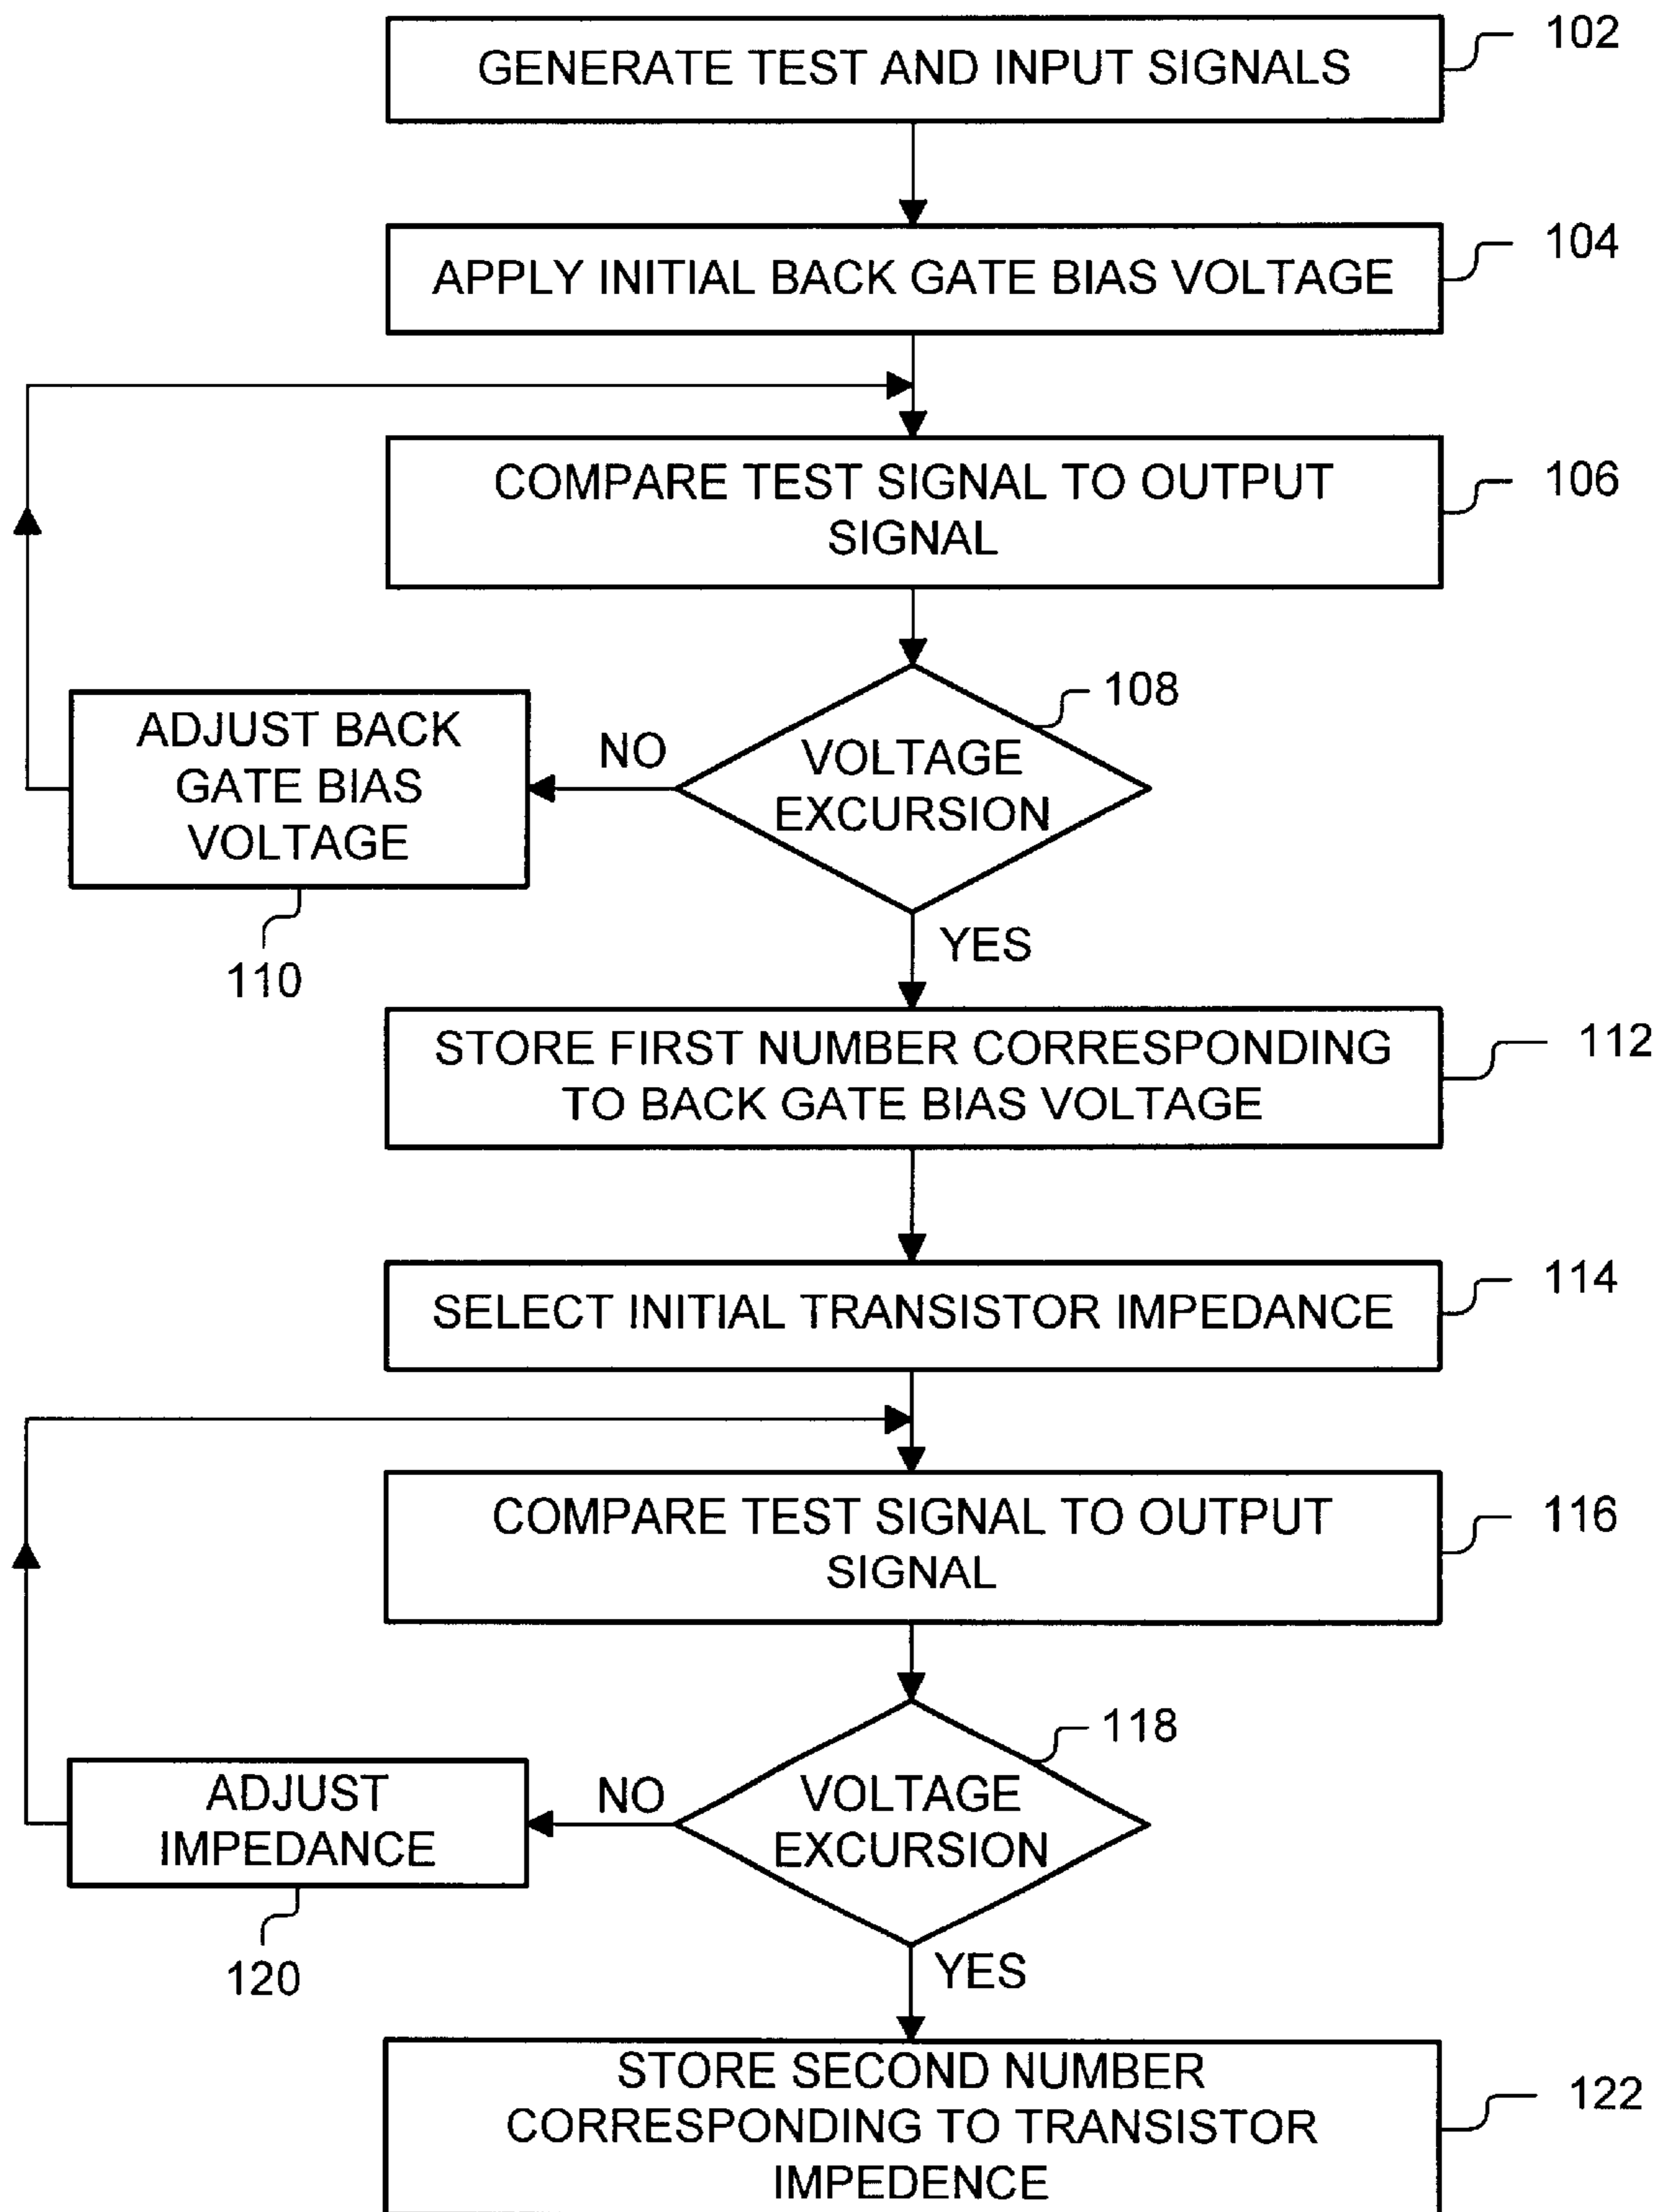 GENERATE TEST AND INPUT SIGNALS
102
APPLY INITIAL BACK GATE BIAS VOLTAGE
104
COMPARE TEST SIGNAL TO OUTPUT
SIGNAL
106
VOLTAGE
EXCURSION
108
NO
ADJUST BACK
GATE BIAS
VOLTAGE
110
YES
STORE FIRST NUMBER CORRESPONDING
TO BACK GATE BIAS VOLTAGE
112
SELECT INITIAL TRANSISTOR IMPEDANCE
114
COMPARE TEST SIGNAL TO OUTPUT
SIGNAL
116
VOLTAGE
EXCURSION
118
NO
ADJUST
IMPEDANCE
120
YES
STORE SECOND NUMBER
CORRESPONDING TO TRANSISTOR
IMPEDENCE
122